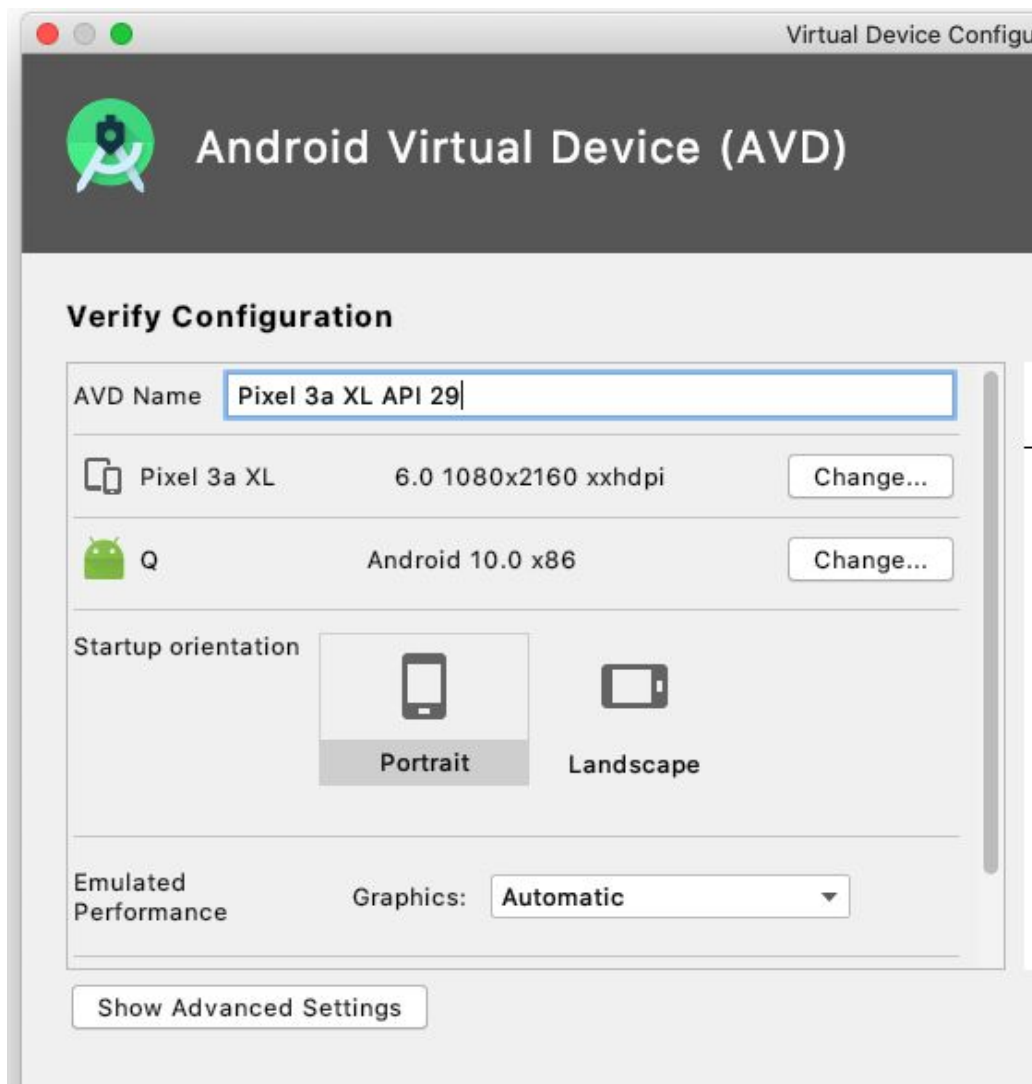 Virtual Device Configu
Android Virtual Device (AVD)
Verify Configuration
AVD Name Pixel 3a XL API 29
Pixel 3a XL 6.0 1080x2160 xxhdpi Change...
Q Android 10.0 x86 Change...
Startup orientation
Portrait Landscape
Emulated
Performance Graphics: Automatic
Show Advanced Settings